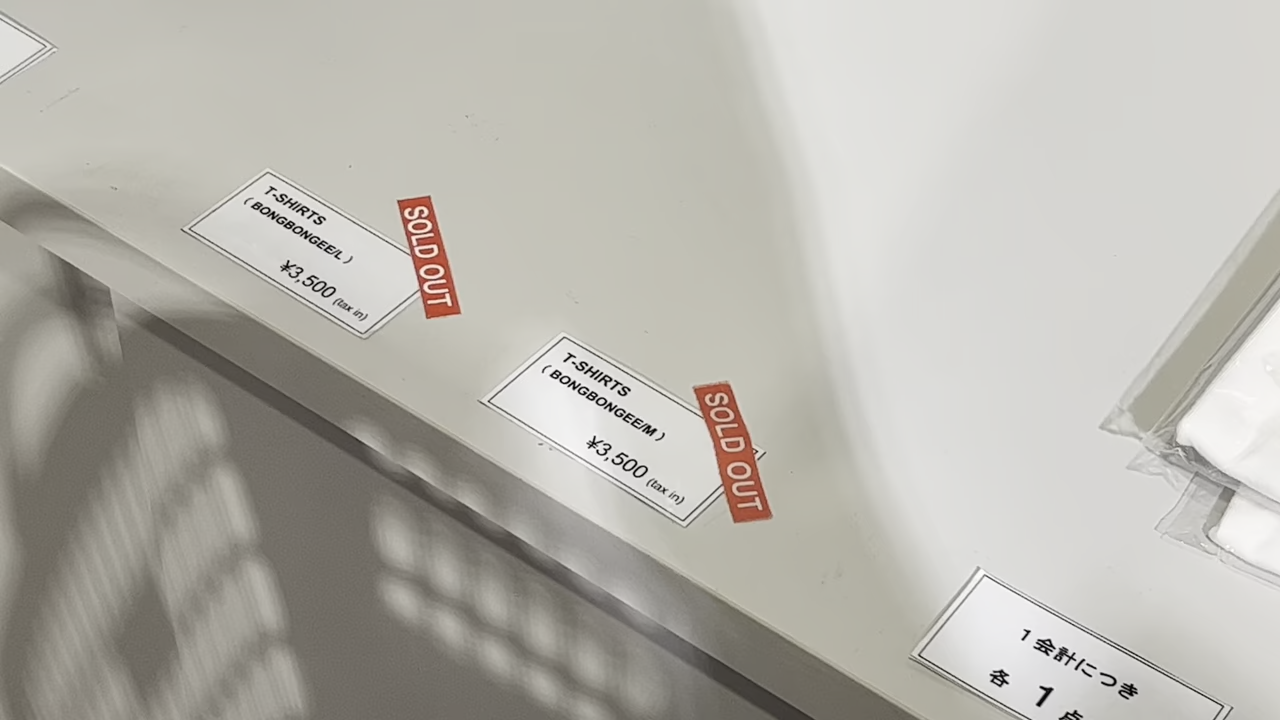 T-SHIRTS
( BONGBONGEE/L )
¥3,500 (tax in)
SOLD OUT
T-SHIRTS
( BONGBONGEE/M )
¥3,500 (tax in)
SOLD OUT
1会計につき
各 1 点